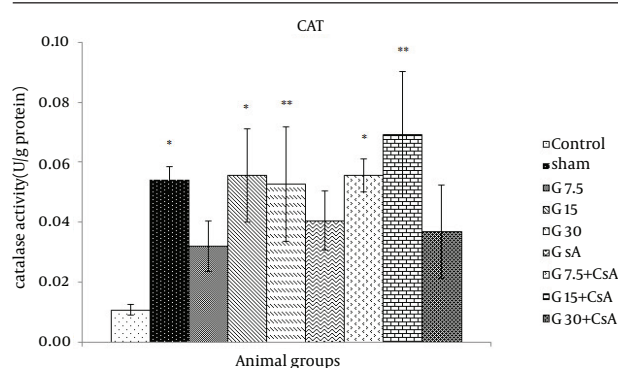 CAT
catalase activity(U/g protein)
0.10
0.08
0.06
0.04
0.02
0.00
*
*
**
*
**
Animal groups
Control
sham
G 7.5
G 15
G 30
G sA
G 7.5+CsA
G 15+CsA
G 30+CsA